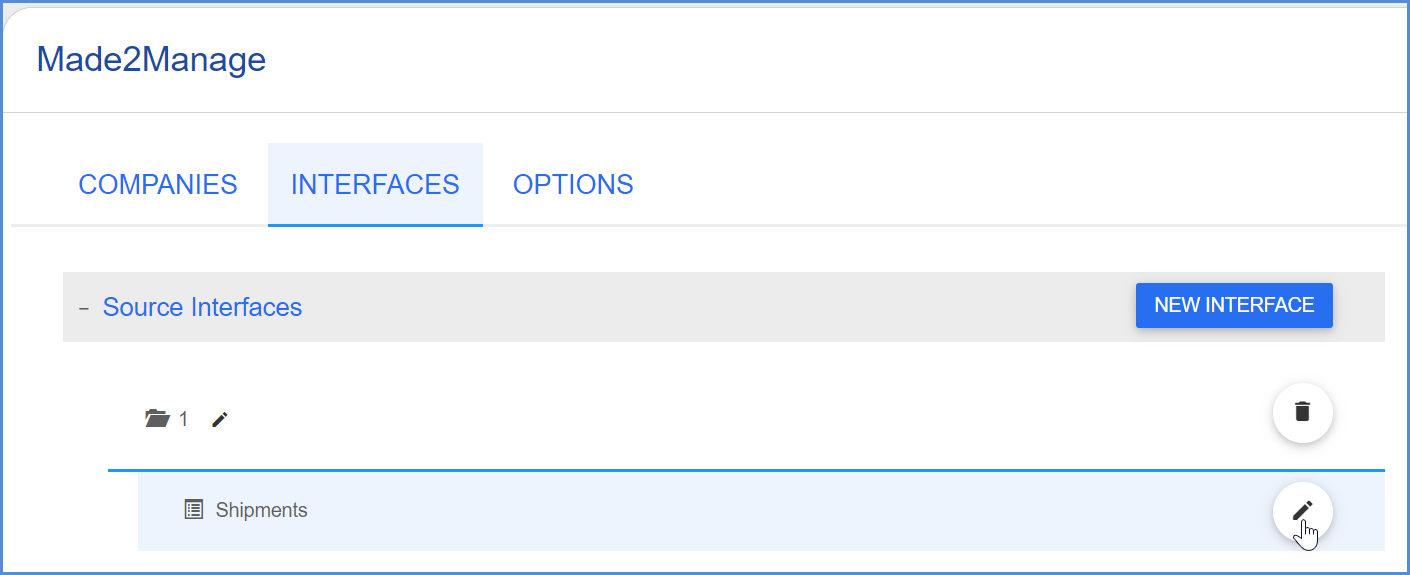 Made2Manage
COMPANIES INTERFACES OPTIONS
– Source Interfaces NEW INTERFACE
1
Shipments